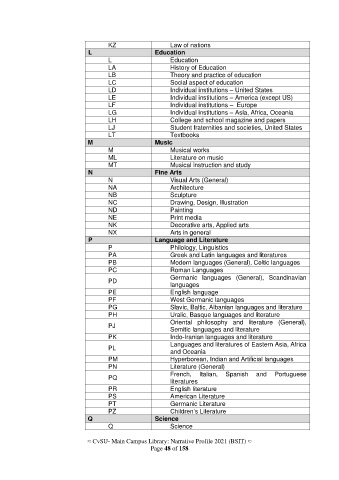 KZ Law of nations
L Education
L Education
LA History of Education
LB Theory and practice of education
LC Social aspect of education
LD Individual institutions – United States
LE Individual institutions – America (except US)
LF Individual institutions – Europe
LG Individual institutions – Asia, Africa, Oceania
LH College and school magazine and papers
LJ Student fraternities and societies, United States
LT Textbooks
M Music
M Musical works
ML Literature on music
MT Musical instruction and study
N Fine Arts
N Visual Arts (General)
NA Architecture
NB Sculpture
NC Drawing, Design, Illustration
ND Painting
NE Print media
NK Decorative arts, Applied arts
NX Arts in general
P Language and Literature
P Philology, Linguistics
PA Greek and Latin languages and literatures
PB Modern languages (General), Celtic languages
PC Roman Languages
PD Germanic languages (General), Scandinavian
languages
PE English language
PF West Germanic languages
PG Slavic, Baltic, Albanian languages and literature
PH Uralic, Basque languages and literature
PJ Oriental philosophy and literature (General),
Semitic languages and literature
PK Indo-Iranian languages and literature
PL Languages and literatures of Eastern Asia, Africa
and Oceania
PM Hyperborean, Indian and Artificial languages
PN Literature (General)
PQ French, Italian, Spanish and Portuguese
literatures
PR English literature
PS American Literature
PT Germanic Literature
PZ Children's Literature
Q Science
Q Science
≈ CvSU- Main Campus Library: Narrative Profile 2021 (BSIT) ≈
Page 48 of 158